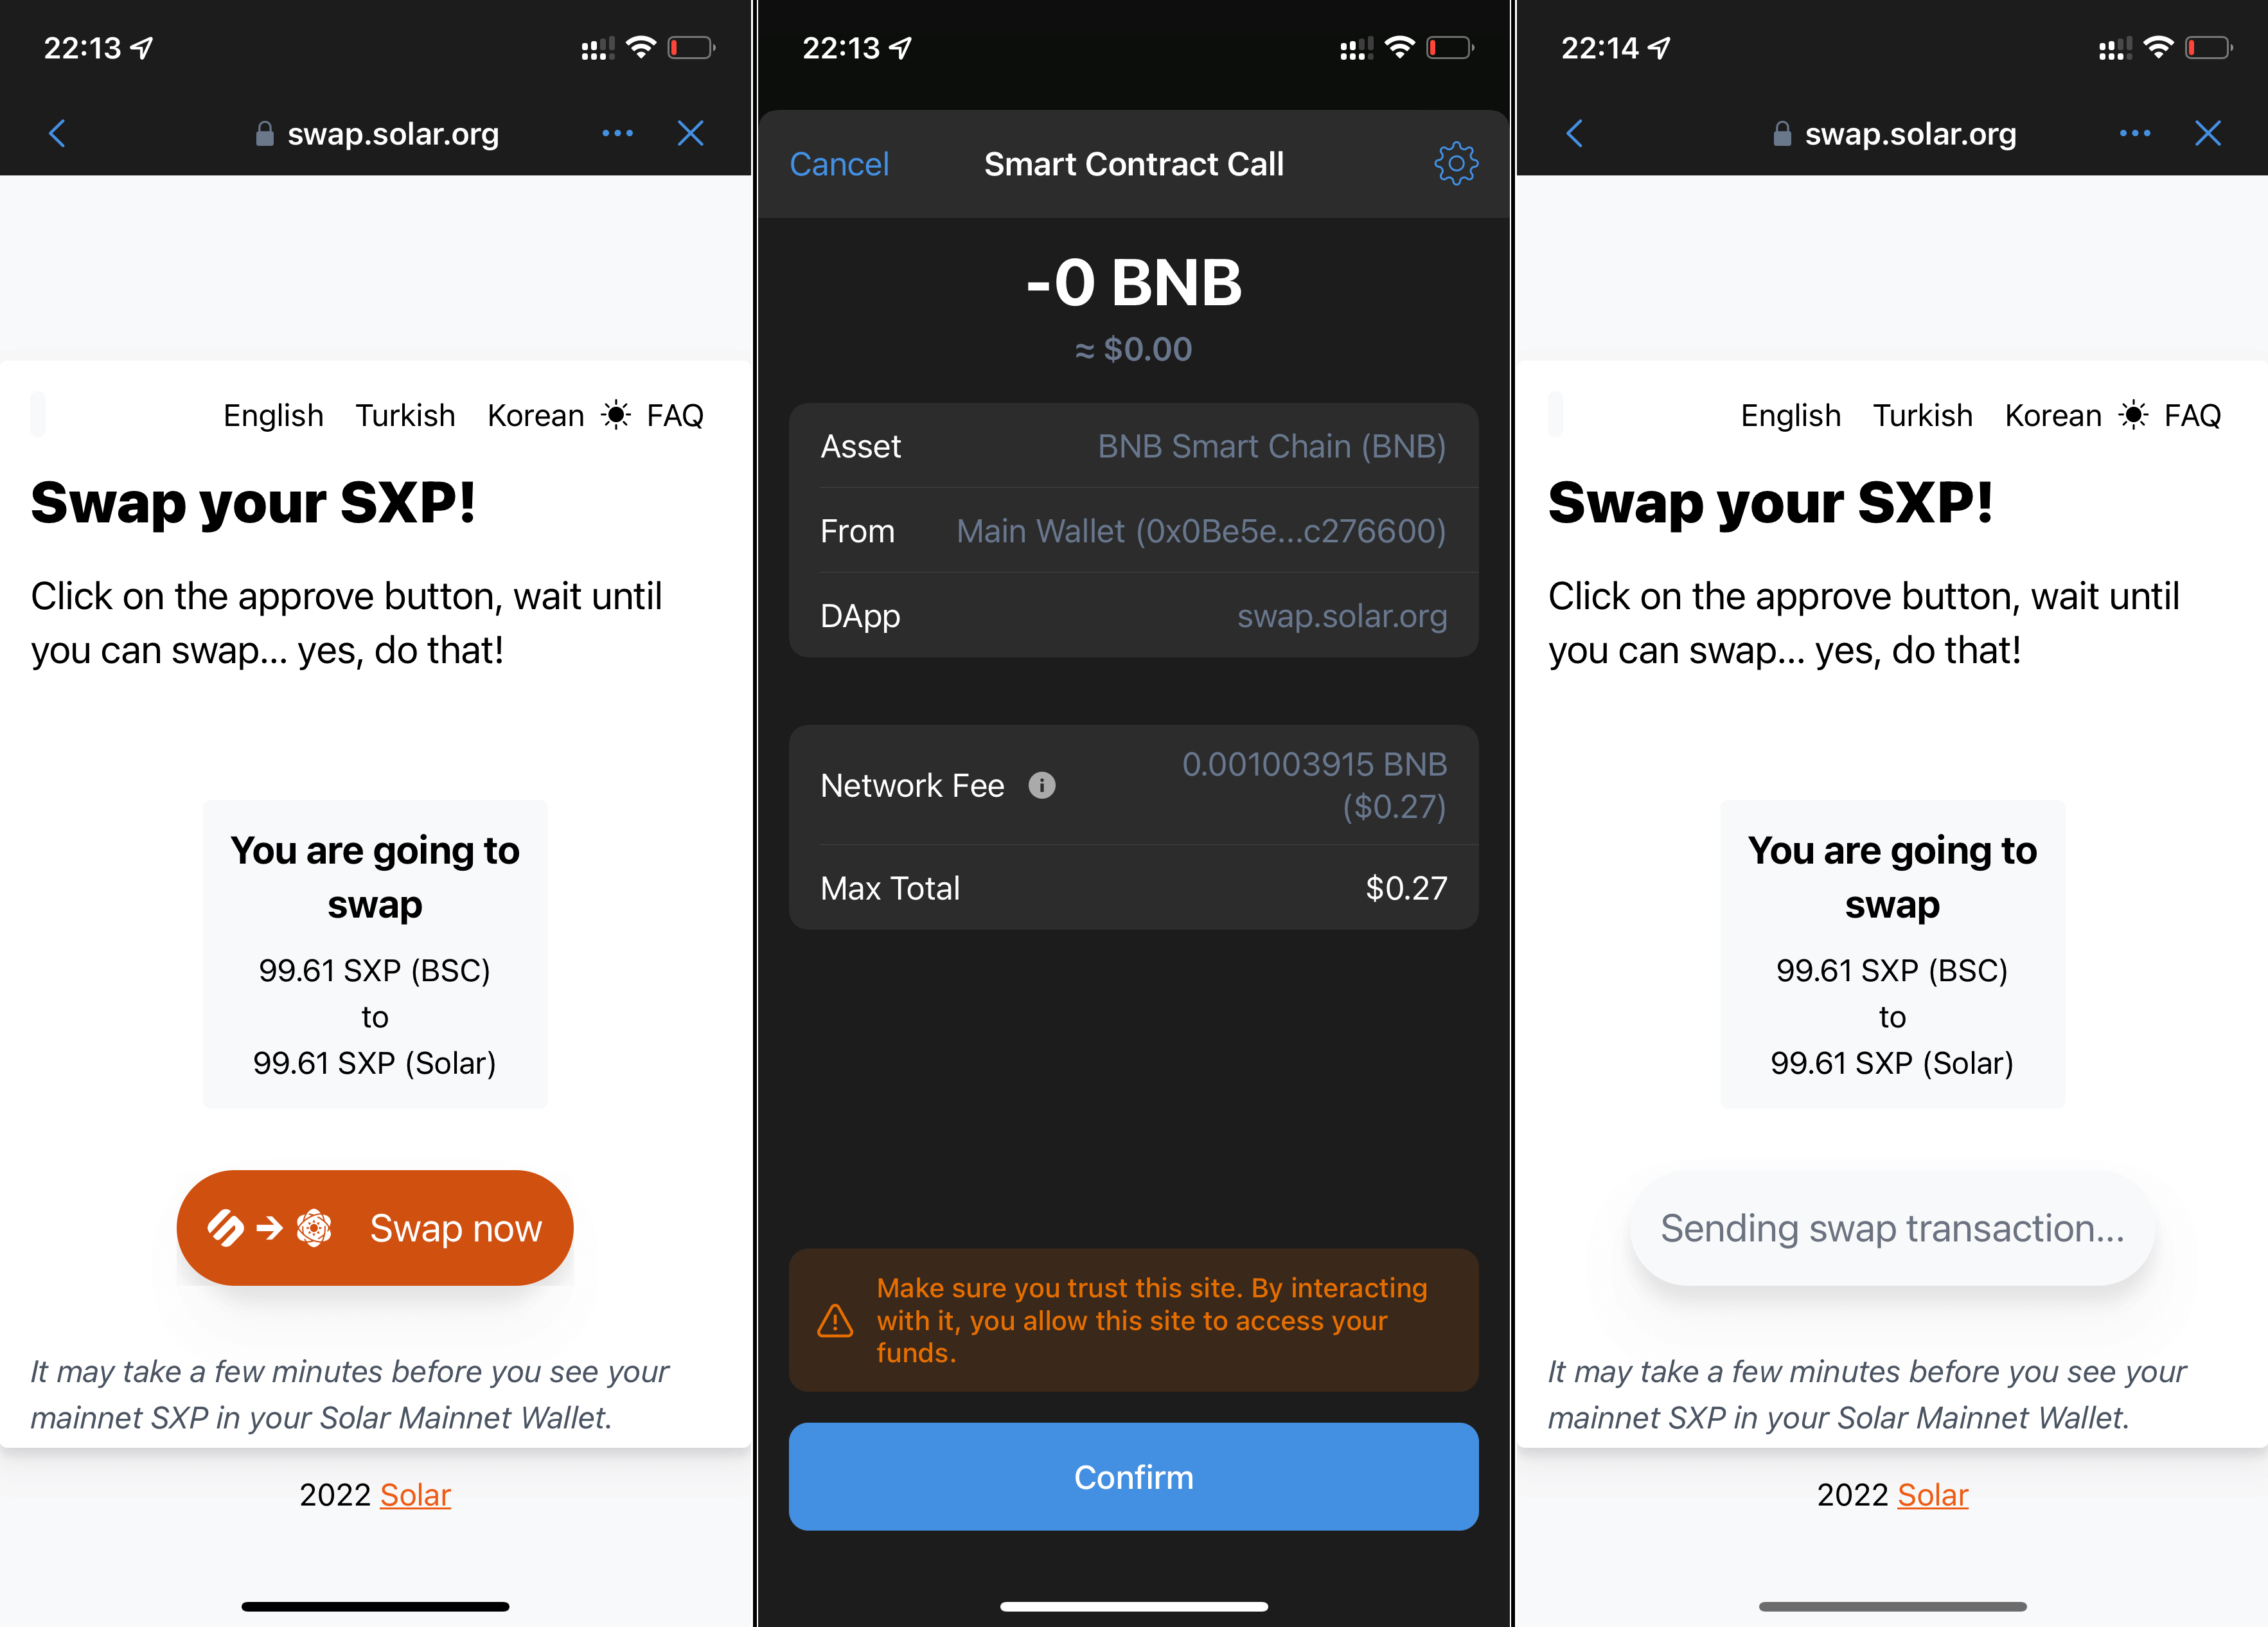 22:13
swap.solar.org
English Turkish Korean FAQ
Swap your SXP!
Click on the approve button, wait until
you can swap... yes, do that!
You are going to
swap
99.61 SXP (BSC)
to
99.61 SXP (Solar)
Swap now
It may take a few minutes before you see your
mainnet SXP in your Solar Mainnet Wallet.
2022 Solar
22:13
Cancel Smart Contract Call
-0 BNB
≈ $0.00
Asset BNB Smart Chain (BNB)
From Main Wallet (0x0Be5e...c276600)
DApp swap.solar.org
Network Fee 0.001003915 BNB
($0.27)
Max Total $0.27
Make sure you trust this site. By interacting
with it, you allow this site to access your
funds.
Confirm
22:14
swap.solar.org
English Turkish Korean FAQ
Swap your SXP!
Click on the approve button, wait until
you can swap... yes, do that!
You are going to
swap
99.61 SXP (BSC)
to
99.61 SXP (Solar)
Sending swap transaction...
It may take a few minutes before you see your
mainnet SXP in your Solar Mainnet Wallet.
2022 Solar